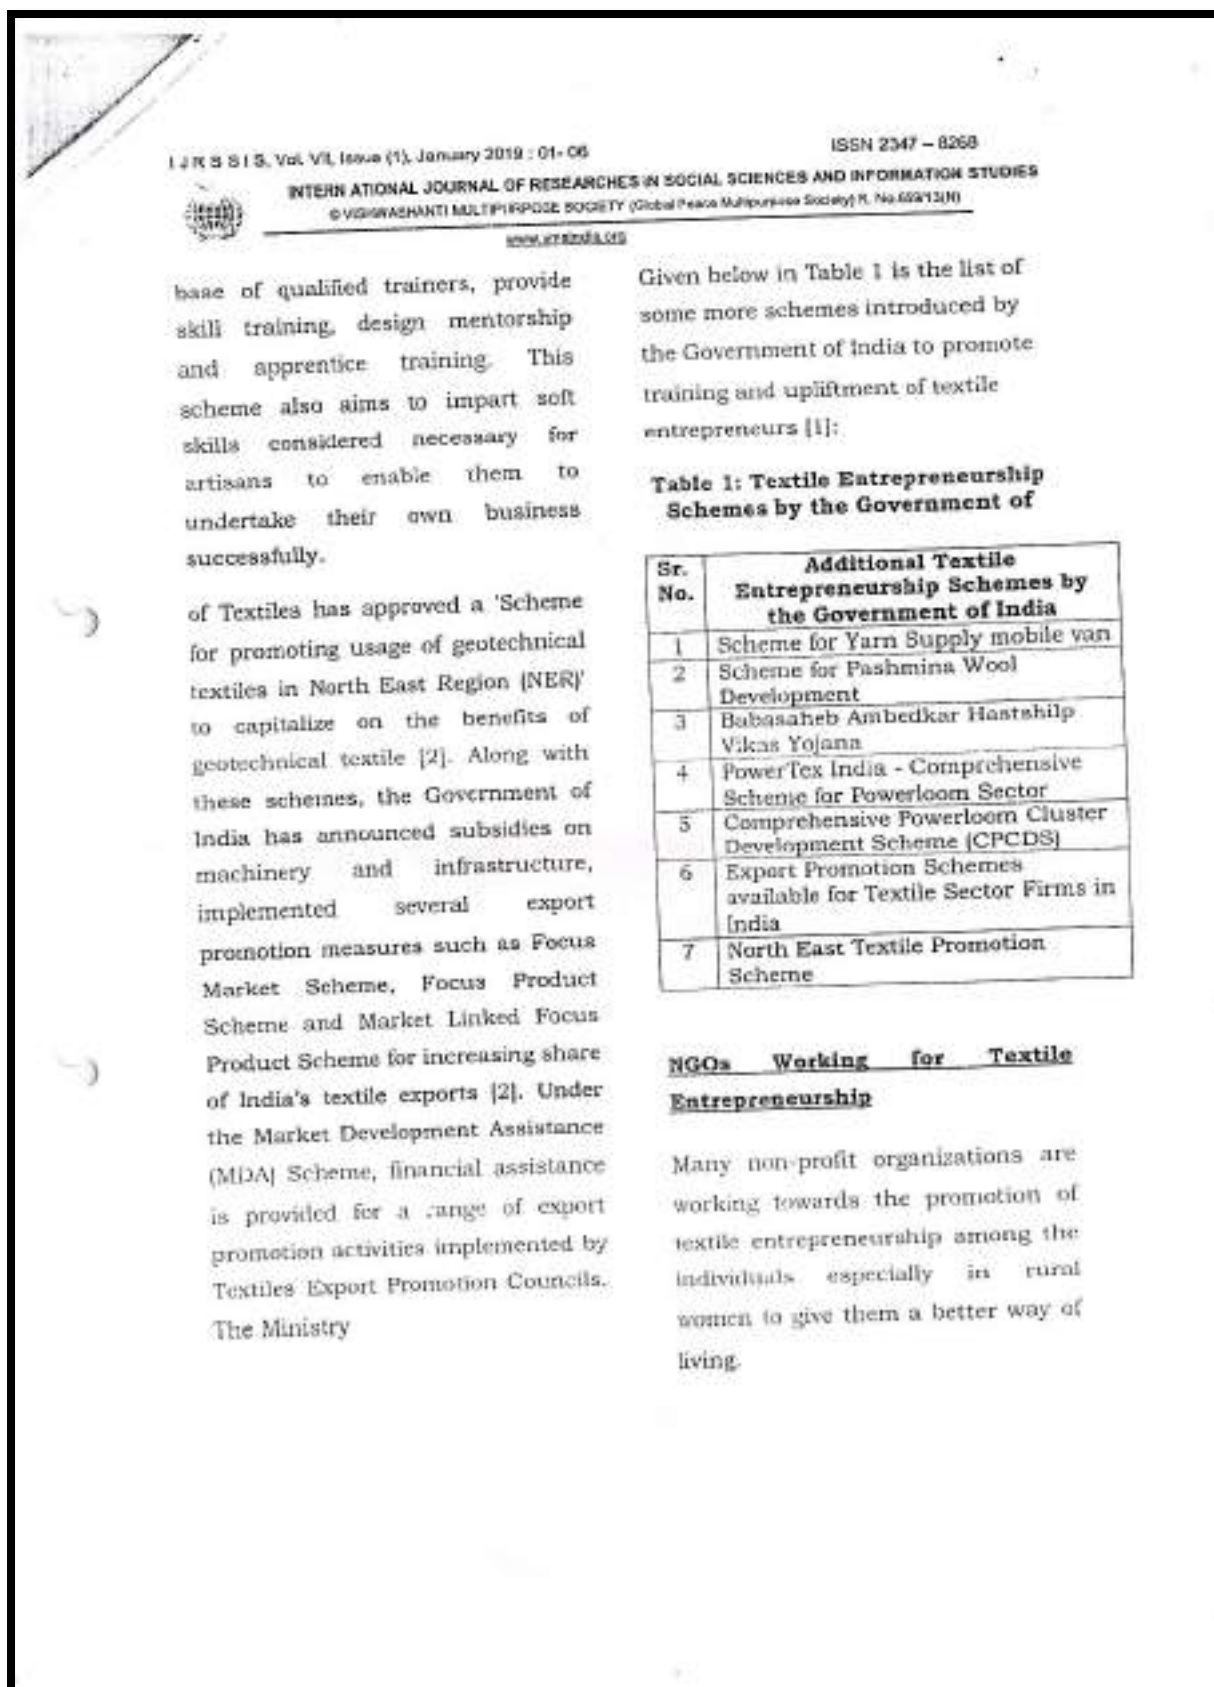 I J R S S I S, Vol. VII, Issue (1), January 2019 : 01- 06
ISSN 2347 – 8268
INTERN ATIONAL JOURNAL OF RESEARCHES IN SOCIAL SCIENCES AND INFORMATION STUDIES
© VISHWASHANTI MULTIPURPOSE SOCIETY (Global Peace Multipurpose Society) R. No.659/13(N)
base of qualified trainers, provide
skill training, design mentorship
and apprentice training. This
scheme also aims to impart soft
skills considered necessary for
artisans to enable them to
undertake their own business
successfully.
of Textiles has approved a 'Scheme
for promoting usage of geotechnical
textiles in North East Region (NER)'
to capitalize on the benefits of
geotechnical textile [2]. Along with
these schemes, the Government of
India has announced subsidies on
machinery and infrastructure,
implemented several export
promotion measures such as Focus
Market Scheme, Focus Product
Scheme and Market Linked Focus
Product Scheme for increasing share
of India's textile exports [2]. Under
the Market Development Assistance
(MDA) Scheme, financial assistance
is provided for a range of export
promotion activities implemented by
Textiles Export Promotion Councils.
The Ministry
Given below in Table 1 is the list of
some more schemes introduced by
the Government of India to promote
training and upliftment of textile
entrepreneurs [1]:
Table 1: Textile Entrepreneurship
Schemes by the Government of
Sr. Additional Textile
No. Entrepreneurship Schemes by
the Government of India
1 Scheme for Yarn Supply mobile van
2 Scheme for Pashmina Wool
Development
3 Babasaheb Ambedkar Hastshilp
Vikas Yojana
4 PowerTex India - Comprehensive
Scheme for Powerloom Sector
5 Comprehensive Powerloom Cluster
Development Scheme (CPCDS)
6 Export Promotion Schemes
available for Textile Sector Firms in
India
7 North East Textile Promotion
Scheme
NGOs Working for Textile
Entrepreneurship
Many non-profit organizations are
working towards the promotion of
textile entrepreneurship among the
individuals especially in rural
women to give them a better way of
living.